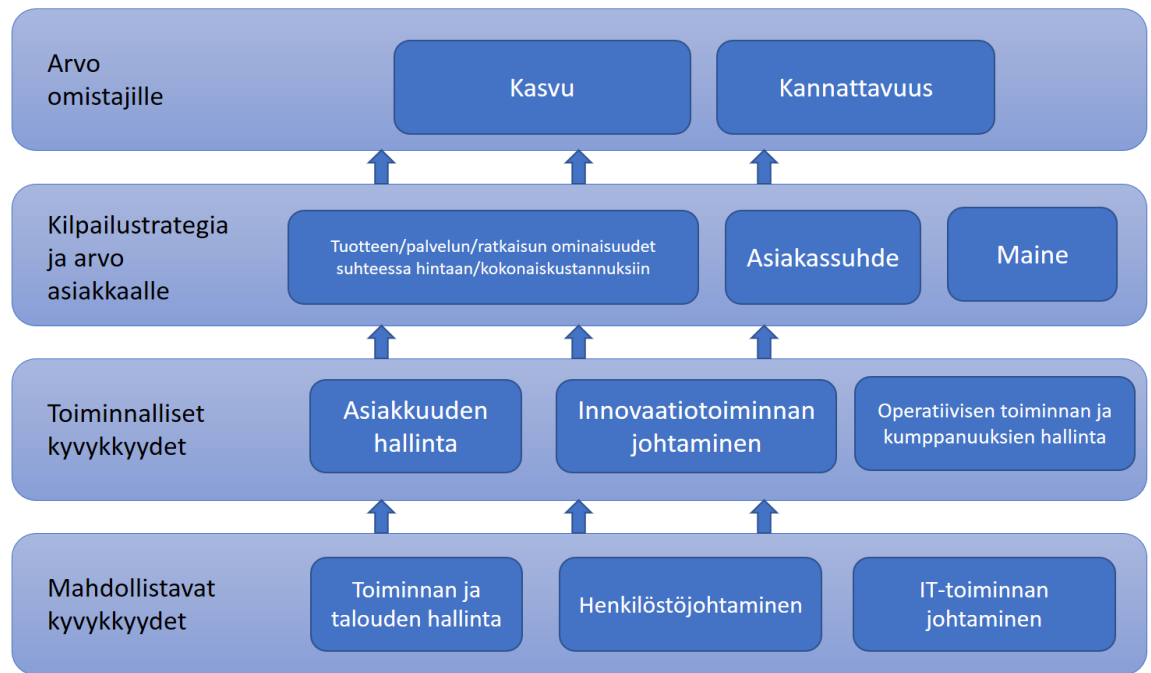 Arvo
omistajille
Kasvu
Kannattavuus
Kilpailustrategia
ja arvo
asiakkaalle
Tuotteen/palvelun/ratkaisun ominaisuudet
suhteessa hintaan/kokonaiskustannuksiin
Asiakassuhde
Maine
Toiminnalliset
kyvykkyydet
Asiakkuuden
hallinta
Innovaatiotoiminnan
johtaminen
Operatiivisen toiminnan ja
kumppanuuksien hallinta
Mahdollistavat
kyvykkyydet
Toiminnan ja
talouden hallinta
Henkilöstöjohtaminen
IT-toiminnan
johtaminen